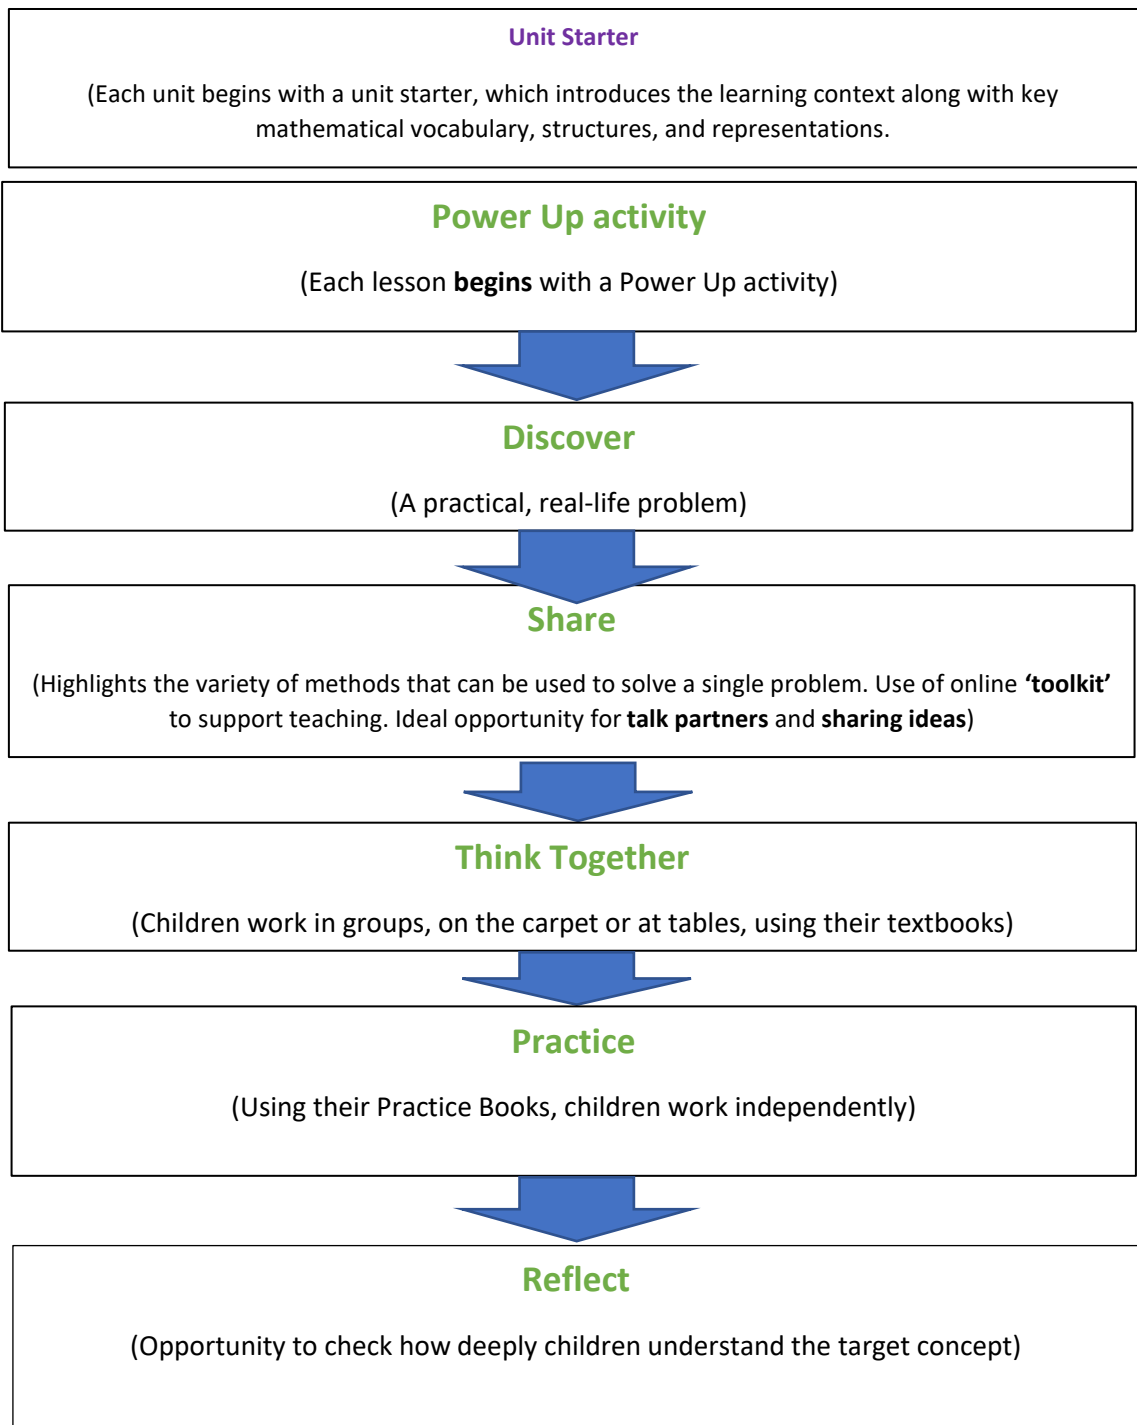 Unit Starter
(Each unit begins with a unit starter, which introduces the learning context along with key
mathematical vocabulary, structures, and representations.
Power Up activity
(Each lesson begins with a Power Up activity)
Discover
(A practical, real-life problem)
Share
(Highlights the variety of methods that can be used to solve a single problem. Use of online ‘toolkit’
to support teaching. Ideal opportunity for talk partners and sharing ideas)
Think Together
(Children work in groups, on the carpet or at tables, using their textbooks)
Practice
(Using their Practice Books, children work independently)
Reflect
(Opportunity to check how deeply children understand the target concept)